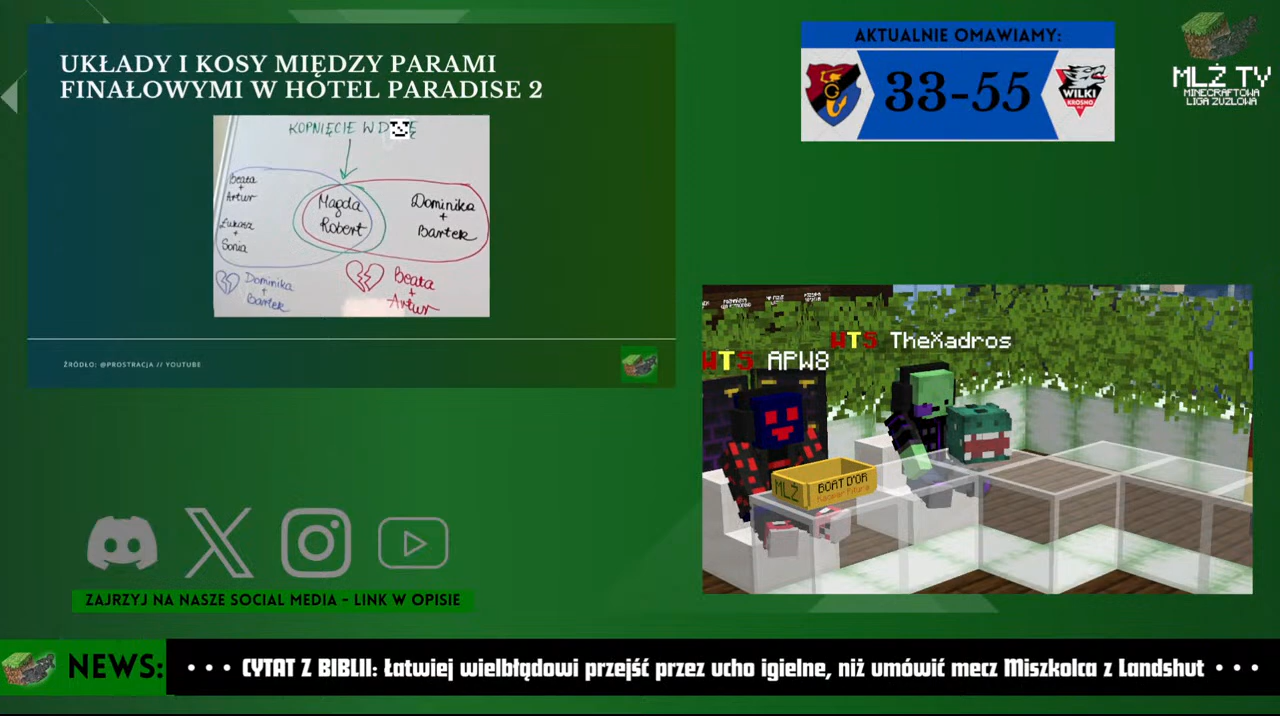 UKŁADY I KOSY MIĘDZY PARAMI
FINAŁOWYMI W HOTEL PARADISE 2
KOPNIĘCIE W D
Ę
Beata
+
Artur
Łukasz
+
Sonia
Magda
Robert
Dominika
+
Bartek
Dominika
+
Bartek
Beata
+
Artur
ŹRÓDŁO: @PROSTRACJA // YOUTUBE
AKTUALNIE OMAWIAMY:
33-55
WILKI
KROSNO
MLŻ TV
MINECRAFTOWA
LIGA ŻUŻLOWA
WTS TheXadros
WTS APW8
MLŻ
BOAT D'OR
ZAJRZYJ NA NASZE SOCIAL MEDIA - LINK W OPISIE
NEWS:
• • • CYTAT Z BIBLII: Łatwiej wielbłądowi przejść przez ucho igielne, niż umówić mecz Miszkolca z Landshut • • •